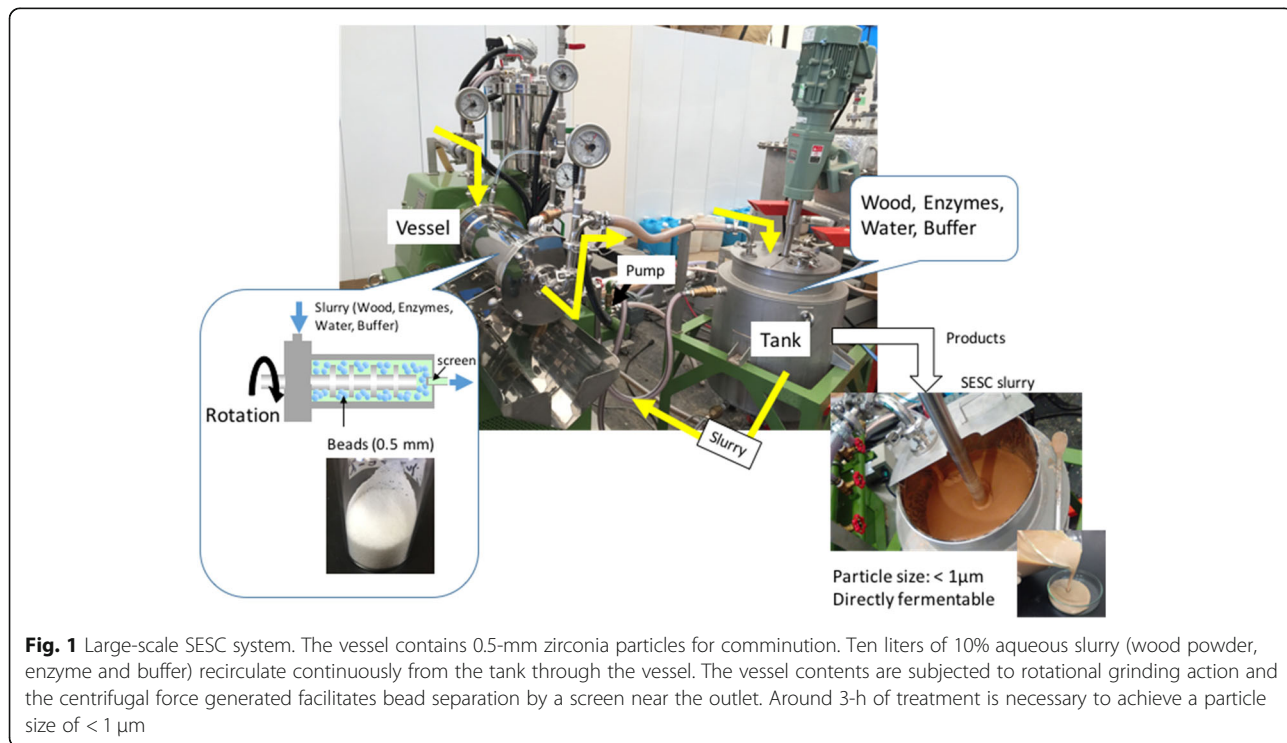 Wood, Enzymes,
Water, Buffer
Vessel
Pump
Tank
Slurry (Wood, Enzymes,
Water, Buffer)
screen
Rotation
Beads (0.5 mm)
Slurry
Products
SESC slurry
Particle size: < 1μm
Directly fermentable
Fig. 1 Large-scale SESC system. The vessel contains 0.5-mm zirconia particles for comminution. Ten liters of 10% aqueous slurry (wood powder,
enzyme and buffer) recirculate continuously from the tank through the vessel. The vessel contents are subjected to rotational grinding action and
the centrifugal force generated facilitates bead separation by a screen near the outlet. Around 3-h of treatment is necessary to achieve a particle
size of < 1 μm